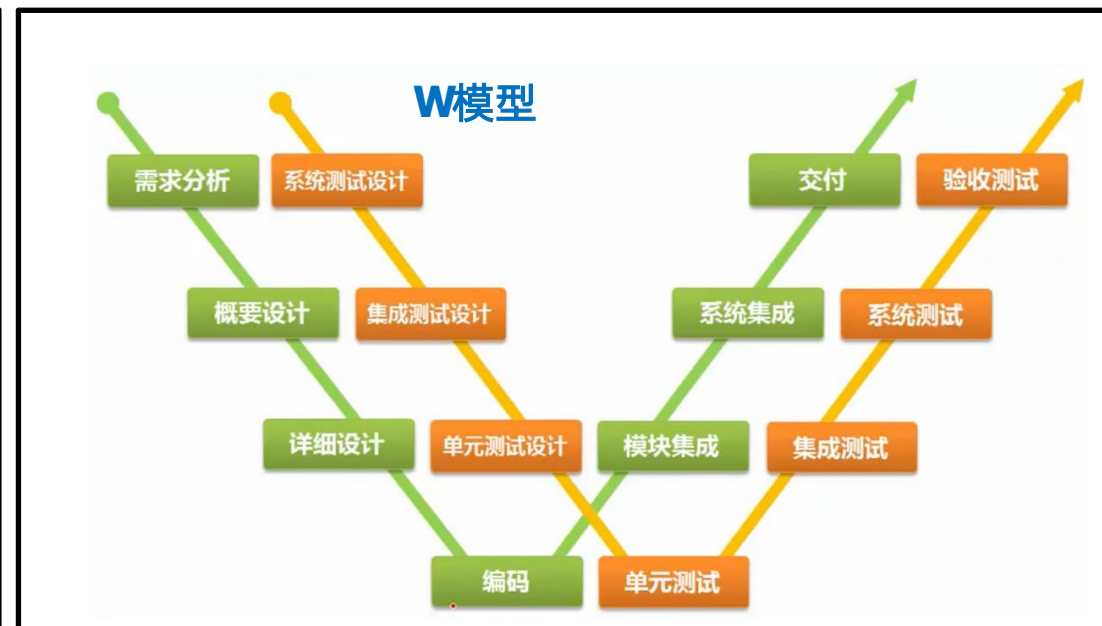 W模型
需求分析
系统测试设计
交付
验收测试
概要设计
集成测试设计
系统集成
系统测试
详细设计
单元测试设计
模块集成
集成测试
编码
单元测试